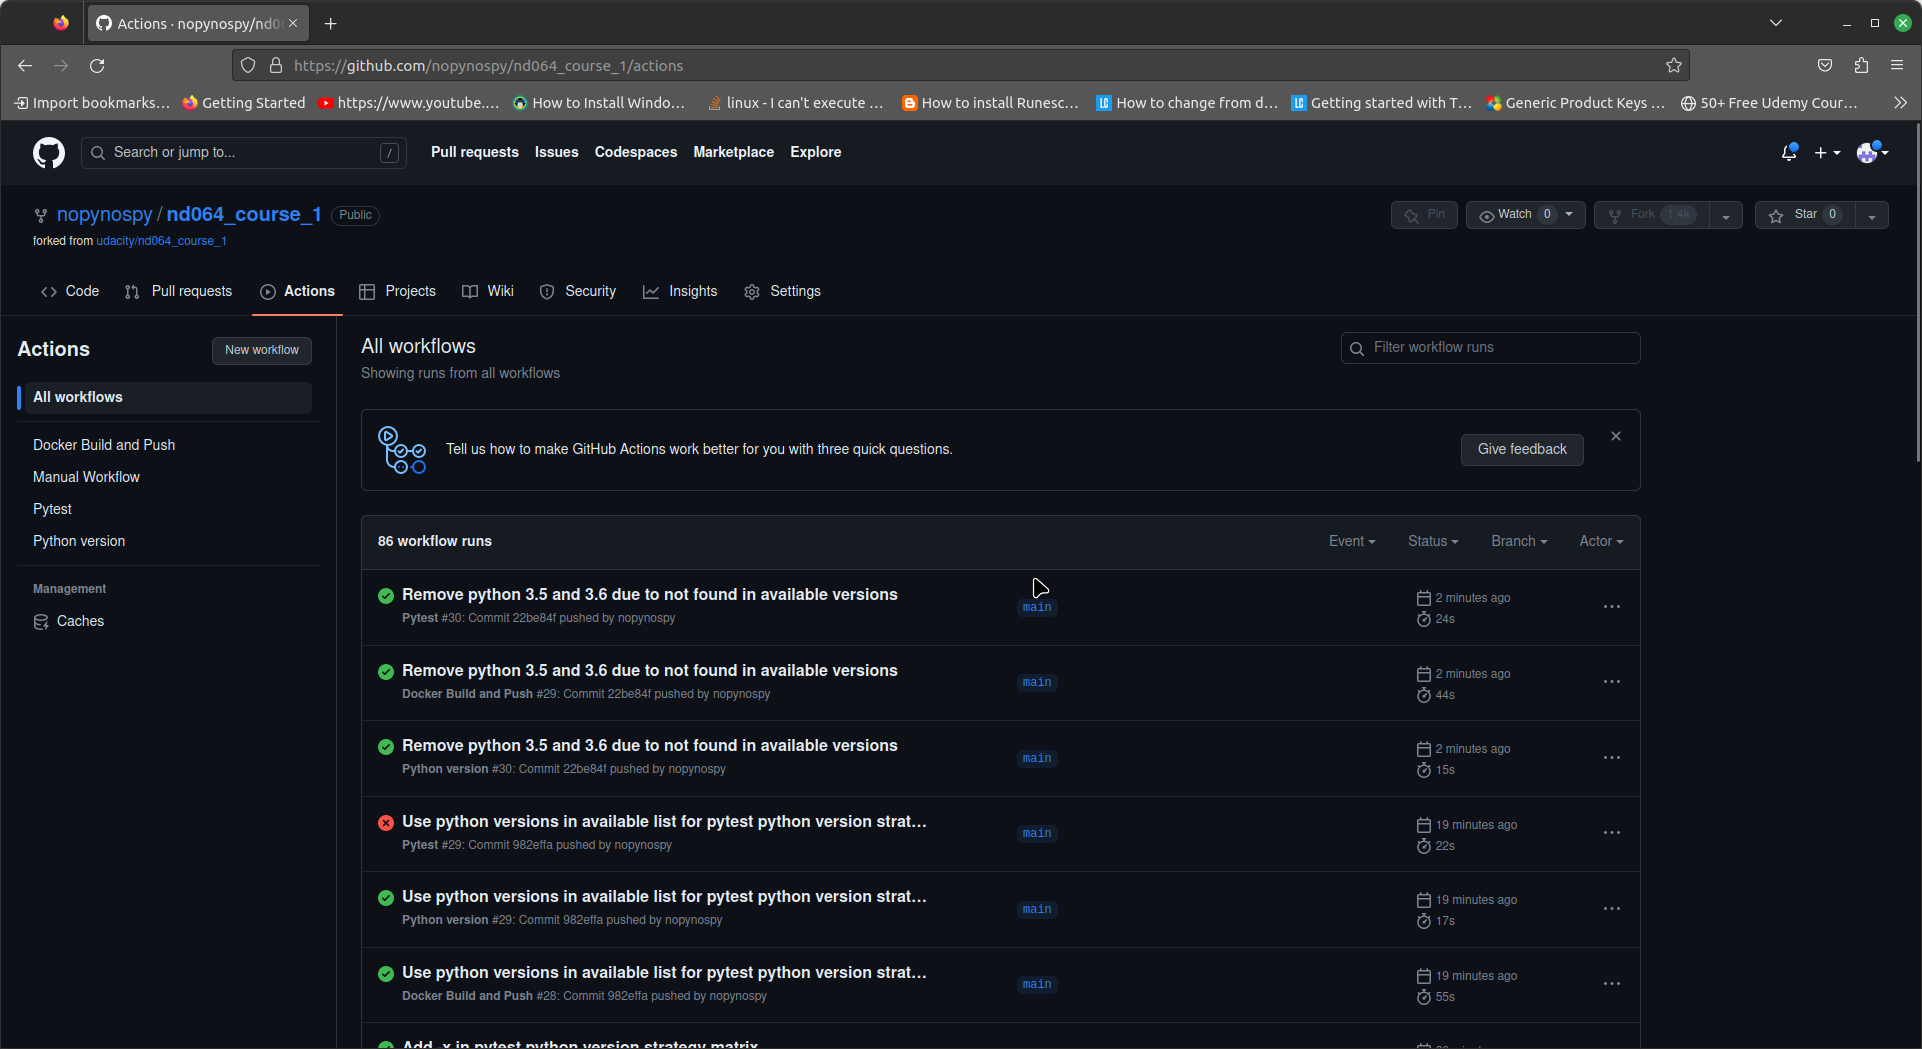 Actions · nopynospy/nd0
https://github.com/nopynospy/nd064_course_1/actions
Import bookmarks... Getting Started https://www.youtube.... How to Install Windo... linux - I can't execute ... How to install Runesc... LG How to change from d... LG Getting started with T... Generic Product Keys ... 50+ Free Udemy Cour...
Search or jump to... / Pull requests Issues Codespaces Marketplace Explore
nopynospy / nd064_course_1 Public
Pin Watch 0 Fork 1.4k Star 0
forked from udacity/nd064_course_1
Code Pull requests Actions Projects Wiki Security Insights Settings
Actions
New workflow
All workflows
Docker Build and Push
Manual Workflow
Pytest
Python version
Management
Caches
All workflows
Showing runs from all workflows
Filter workflow runs
Tell us how to make GitHub Actions work better for you with three quick questions.
Give feedback
86 workflow runs
Event Status Branch Actor
Remove python 3.5 and 3.6 due to not found in available versions
Pytest #30: Commit 22be84f pushed by nopynospy
main
2 minutes ago
24s
Remove python 3.5 and 3.6 due to not found in available versions
Docker Build and Push #29: Commit 22be84f pushed by nopynospy
main
2 minutes ago
44s
Remove python 3.5 and 3.6 due to not found in available versions
Python version #30: Commit 22be84f pushed by nopynospy
main
2 minutes ago
15s
Use python versions in available list for pytest python version strat...
Pytest #29: Commit 982effa pushed by nopynospy
main
19 minutes ago
22s
Use python versions in available list for pytest python version strat...
Python version #29: Commit 982effa pushed by nopynospy
main
19 minutes ago
17s
Use python versions in available list for pytest python version strat...
Docker Build and Push #28: Commit 982effa pushed by nopynospy
main
19 minutes ago
55s
Add -x in pytest python version strategy matrix